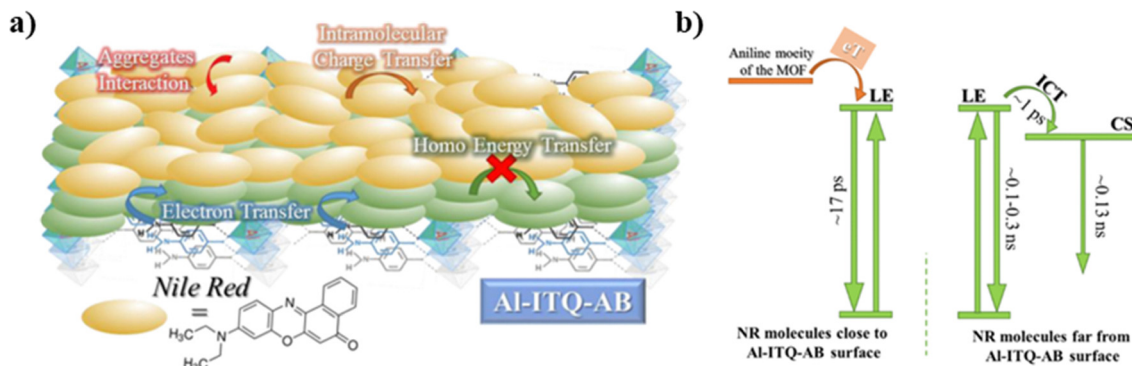 a)
Aggregates
Interaction
Intramolecular
Charge Transfer
Homo Energy Transfer
Electron Transfer
Nile Red
=
H₃C
N
H₃C
N
O
O
Al-ITQ-AB
b)
Aniline moeity
of the MOF
eT
LE
~17 ps
NR molecules close to
Al-ITQ-AB surface
LE
ICT
~1 ps
CS
~0.1-0.3 ns
~0.13 ns
NR molecules far from
Al-ITQ-AB surface